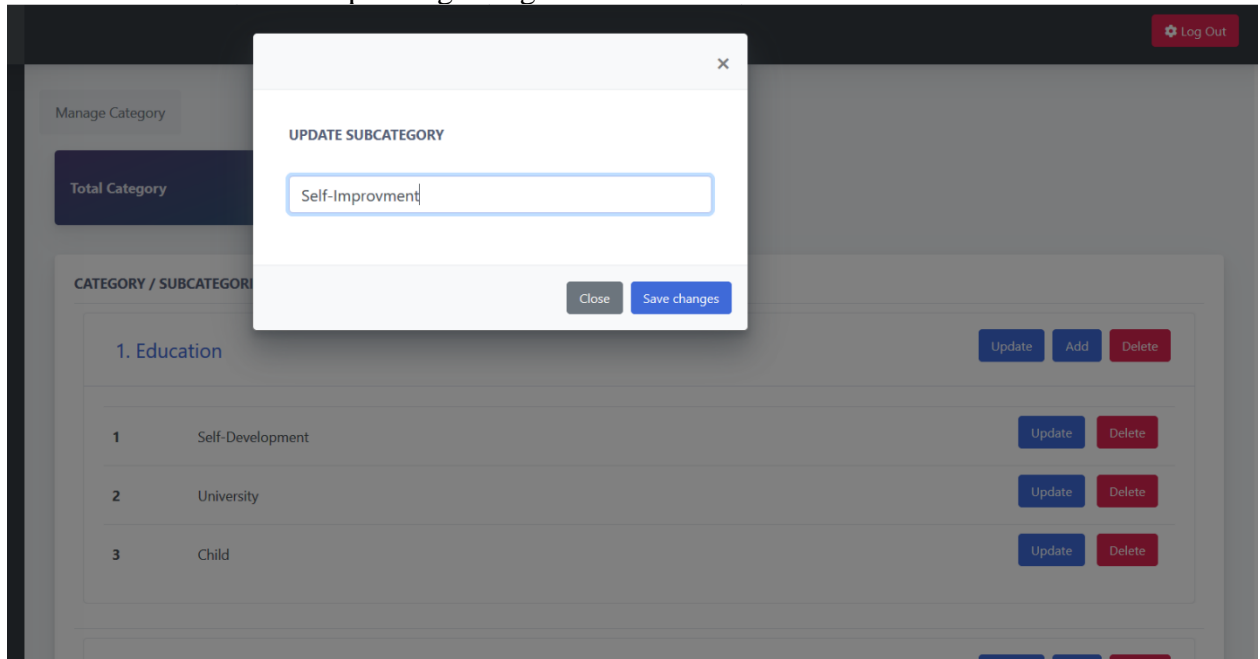 Log Out
×
Manage Category
UPDATE SUBCATEGORY
Total Category
Self-Improvment
CATEGORY / SUBCATEGORI
Close Save changes
1. Education Update Add Delete
1 Self-Development Update Delete
2 University Update Delete
3 Child Update Delete